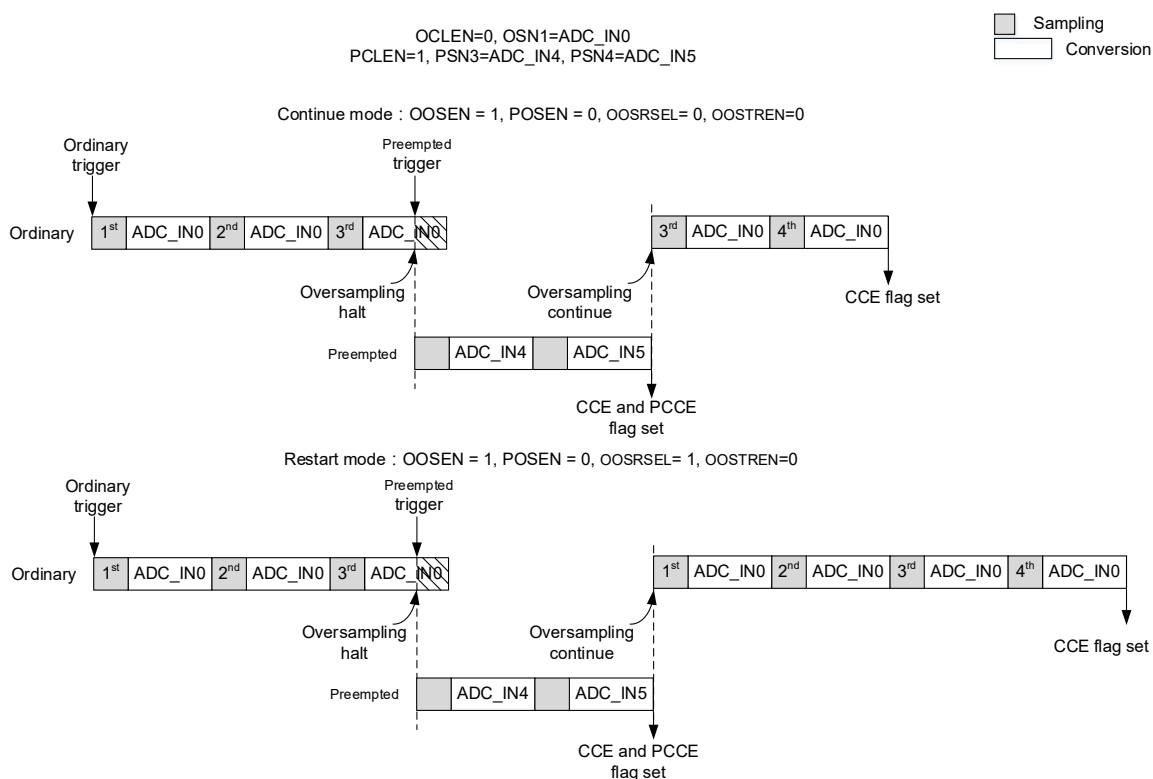 OCLEN=0, OSN1=ADC_IN0
PCLEN=1, PSN3=ADC_IN4, PSN4=ADC_IN5
Sampling
Conversion
Continue mode : OOSEN = 1, POSEN = 0, OOSRSEL= 0, OOSTREN=0
Ordinary
trigger
Preempted
trigger
Ordinary
1st ADC_IN0 2nd ADC_IN0 3rd ADC_IN0
3rd ADC_IN0 4th ADC_IN0
Oversampling
halt
Oversampling
continue
CCE flag set
Preempted
ADC_IN4 ADC_IN5
CCE and PCCE
flag set
Restart mode : OOSEN = 1, POSEN = 0, OOSRSEL= 1, OOSTREN=0
Ordinary
trigger
Preempted
trigger
Ordinary
1st ADC_IN0 2nd ADC_IN0 3rd ADC_IN0
1st ADC_IN0 2nd ADC_IN0 3rd ADC_IN0 4th ADC_IN0
Oversampling
halt
Oversampling
continue
CCE flag set
Preempted
ADC_IN4 ADC_IN5
CCE and PCCE
flag set